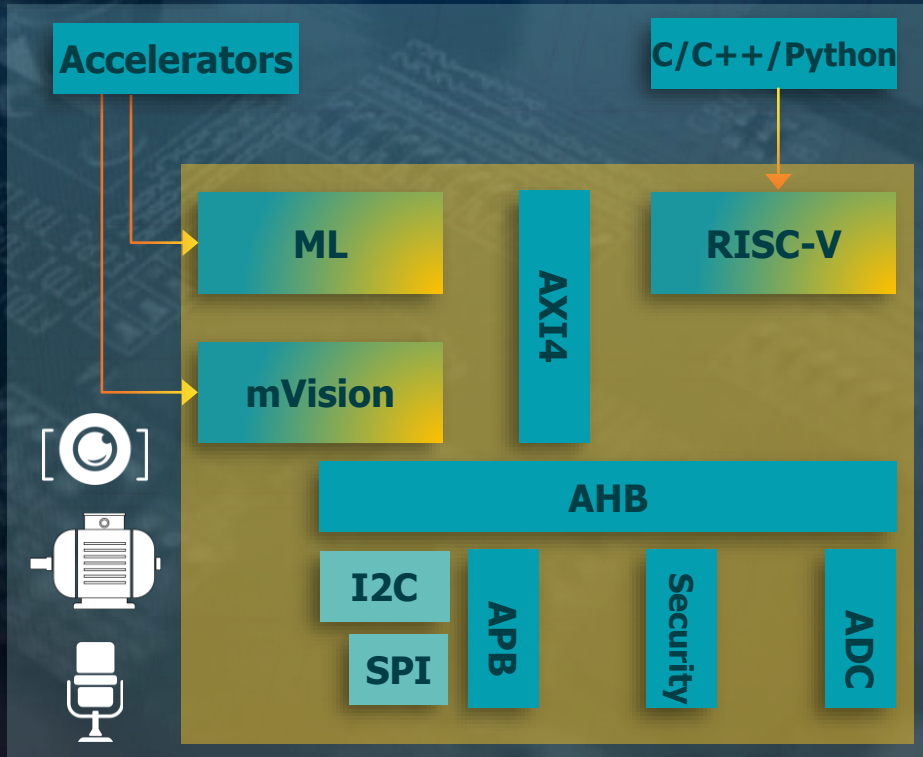 Accelerators
C/C++/Python
ML
AXI4
RISC-V
mVision
AHB
I2C
SPI
APB
Security
ADC